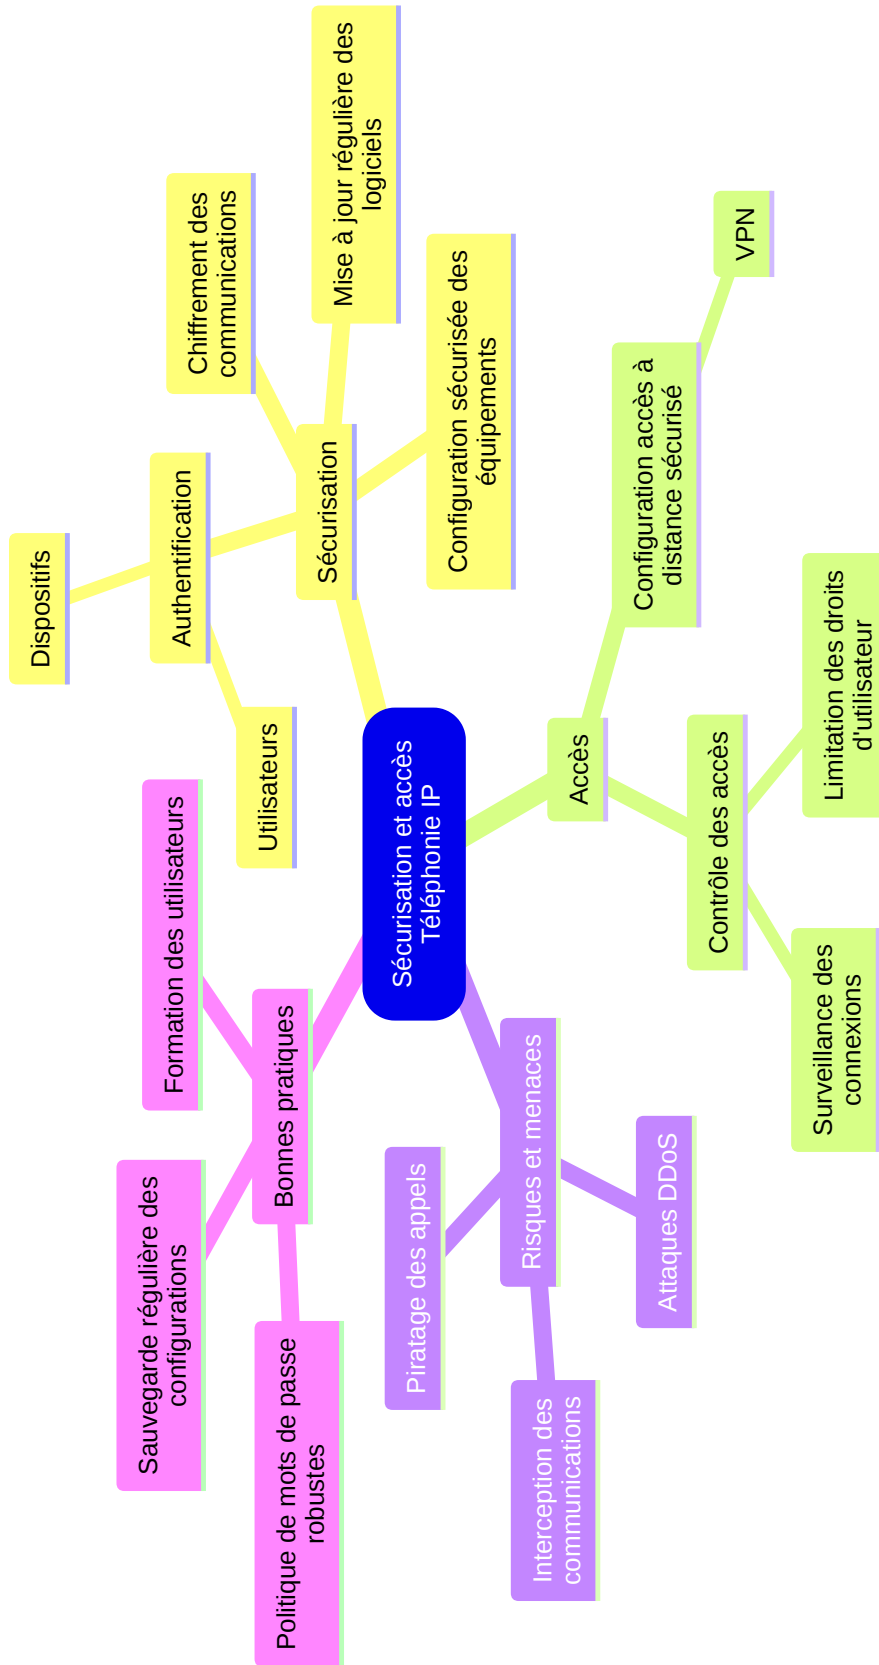 Sécurisation et accès
Téléphonie IP
Sécurisation
Authentification
Dispositifs
Utilisateurs
Chiffrement des
communications
Mise à jour régulière des
logiciels
Configuration sécurisée des
équipements
Accès
Configuration accès à
distance sécurisé
VPN
Contrôle des accès
Limitation des droits
d'utilisateur
Surveillance des
connexions
Risques et menaces
Piratage des appels
Interception des
communications
Attaques DDoS
Bonnes pratiques
Formation des utilisateurs
Sauvegarde régulière des
configurations
Politique de mots de passe
robustes